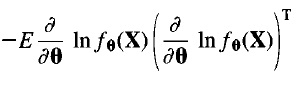 −E ∂/∂𝛉 ln f_𝛉(𝐗) (∂/∂𝛉 ln f_𝛉(𝐗))^T